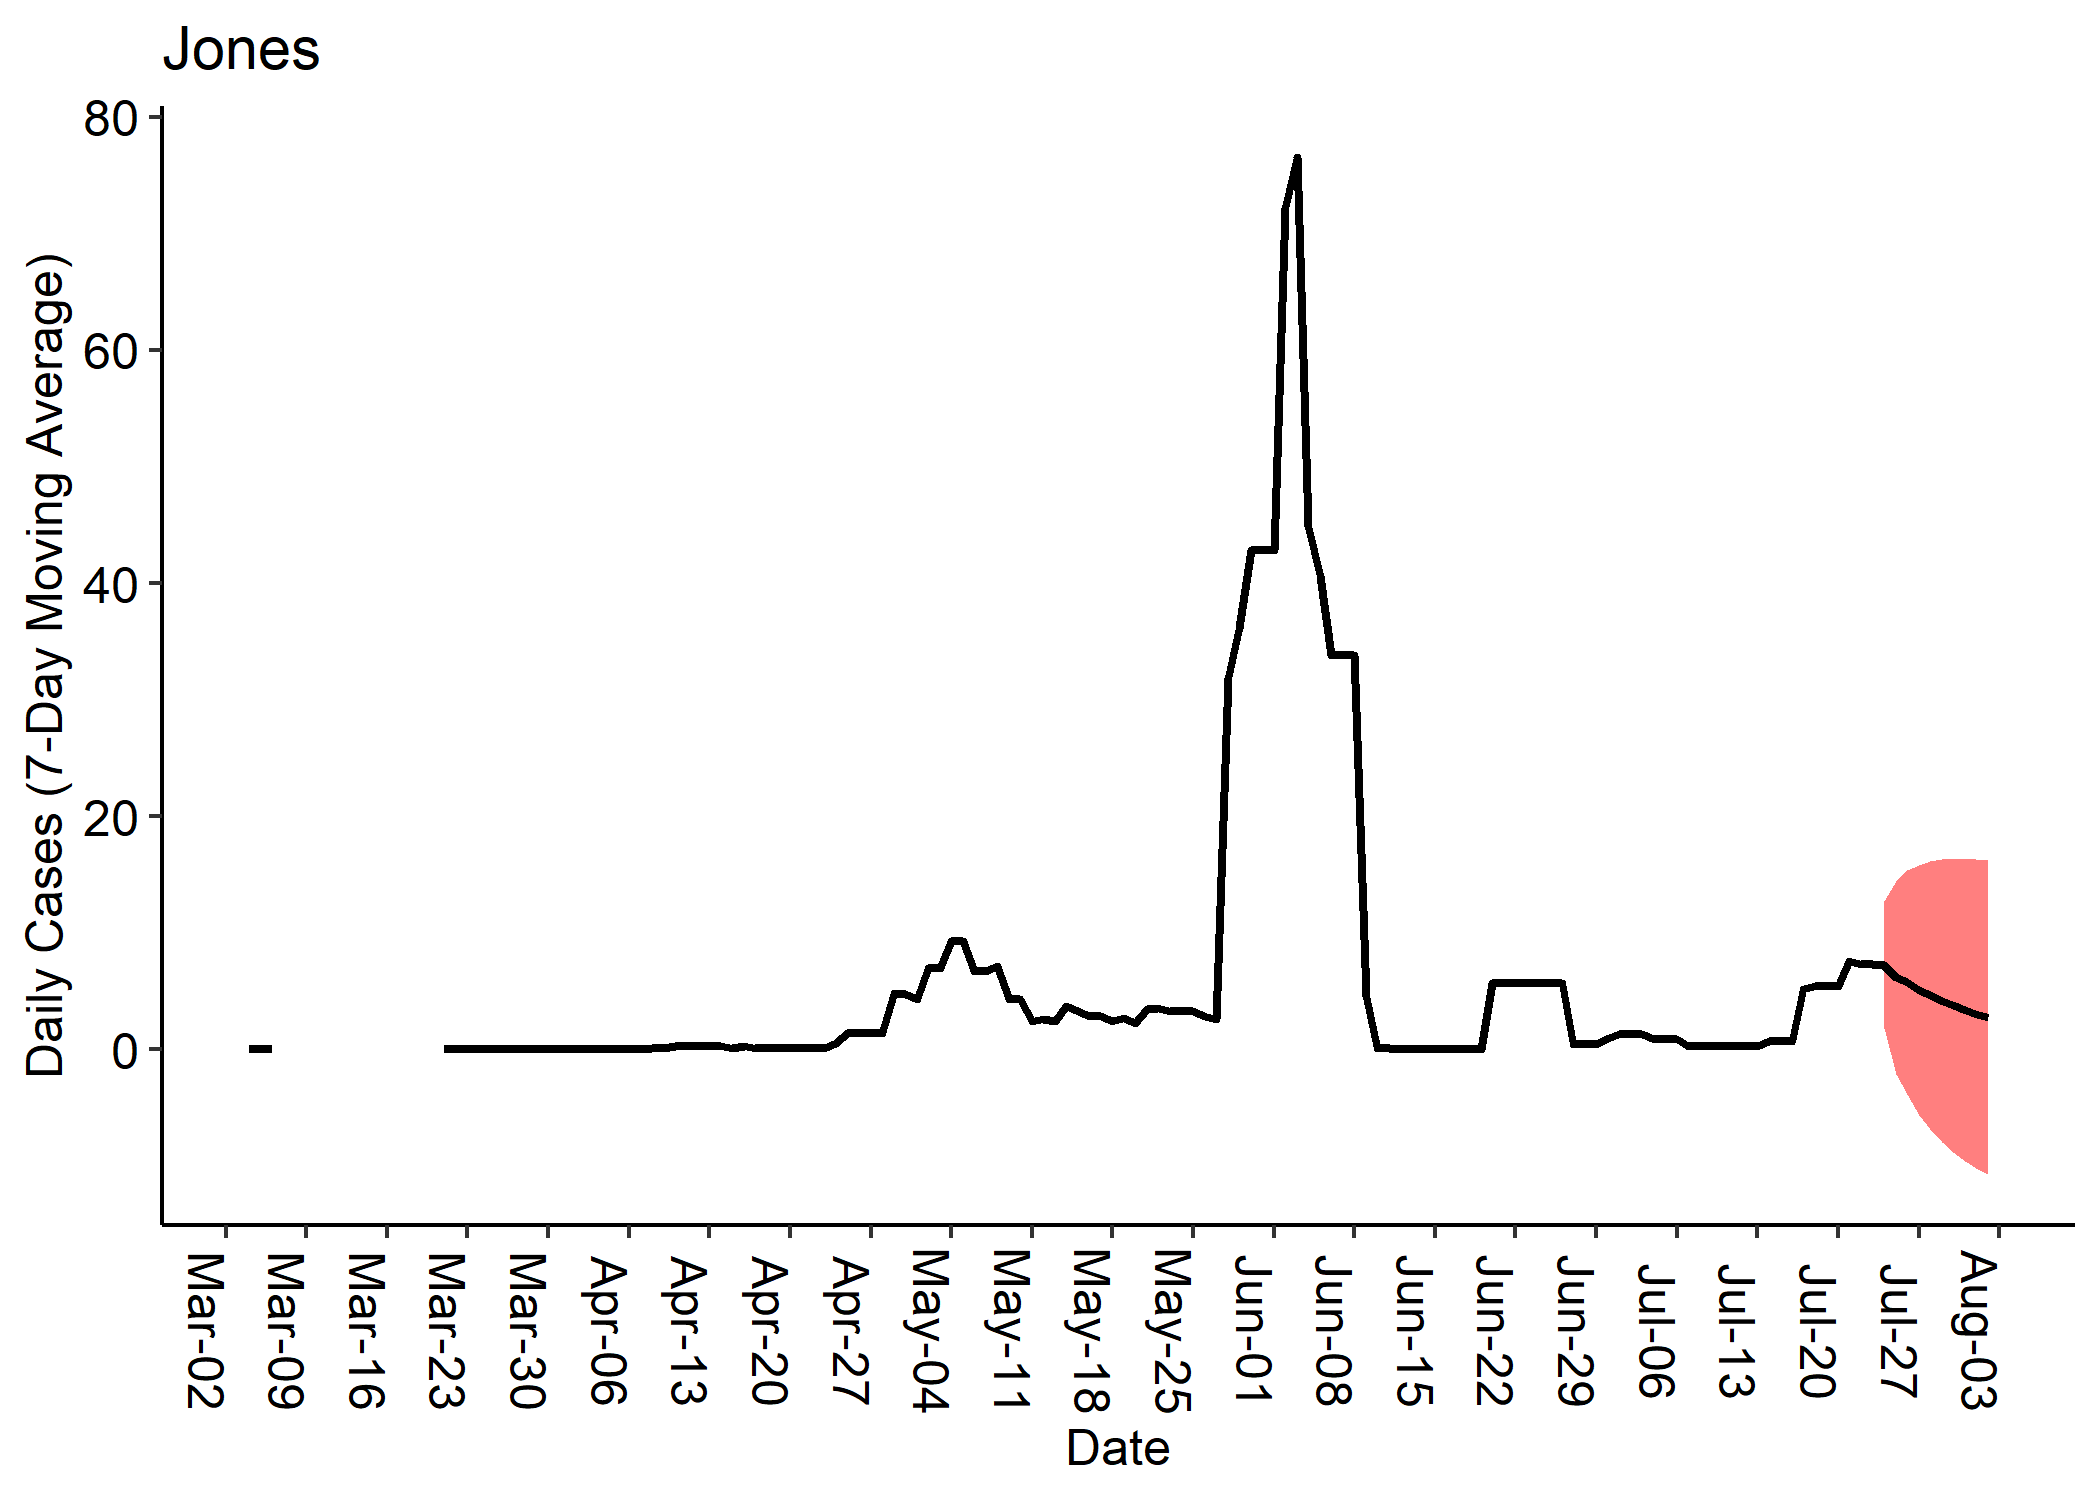 Jones
Daily Cases (7-Day Moving Average)
80
60
40
20
0
Mar-02
Mar-09
Mar-16
Mar-23
Mar-30
Apr-06
Apr-13
Apr-20
Apr-27
May-04
May-11
May-18
May-25
Jun-01
Jun-08
Jun-15
Jun-22
Jun-29
Jul-06
Jul-13
Jul-20
Jul-27
Aug-03
Date